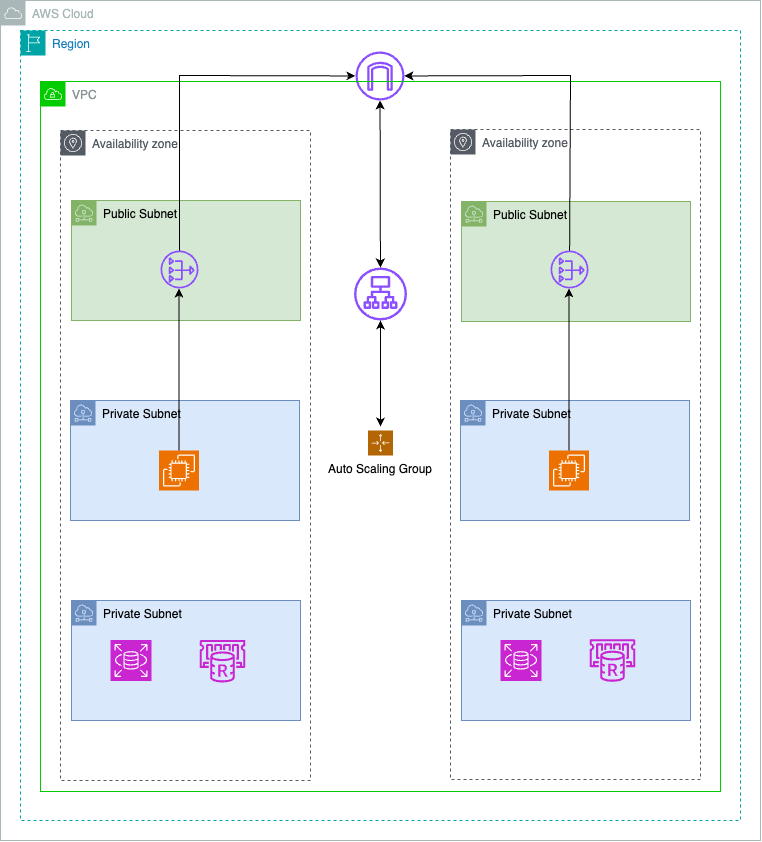 AWS Cloud
Region
VPC
Availability zone
Availability zone
Public Subnet
Public Subnet
Private Subnet
Private Subnet
Auto Scaling Group
Private Subnet
Private Subnet
R
R